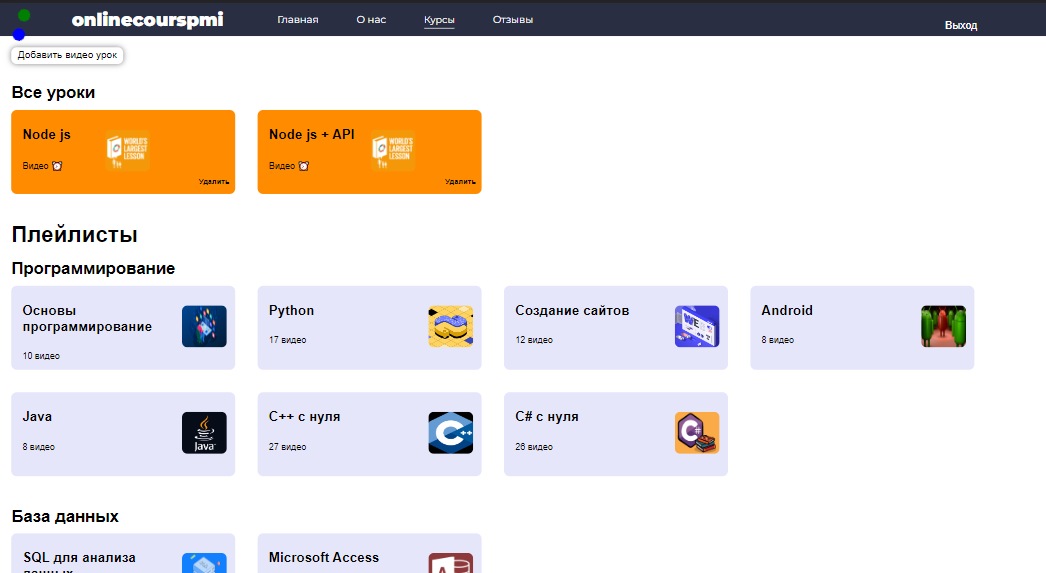 onlinecourspmi
Главная
О нас
Курсы
Отзывы
Выход
Добавить видео урок
Все уроки
Node js
Видео
Удалить
WORLD'S
LARGEST
LESSON
Node js + API
Видео
Удалить
WORLD'S
LARGEST
LESSON
Плейлисты
Программирование
Основы
программирование
10 видео
Python
17 видео
Создание сайтов
12 видео
Android
8 видео
Java
8 видео
Java
C++ с нуля
27 видео
C++
C# с нуля
26 видео
C#
База данных
SQL для анализа
данных
Microsoft Access
A